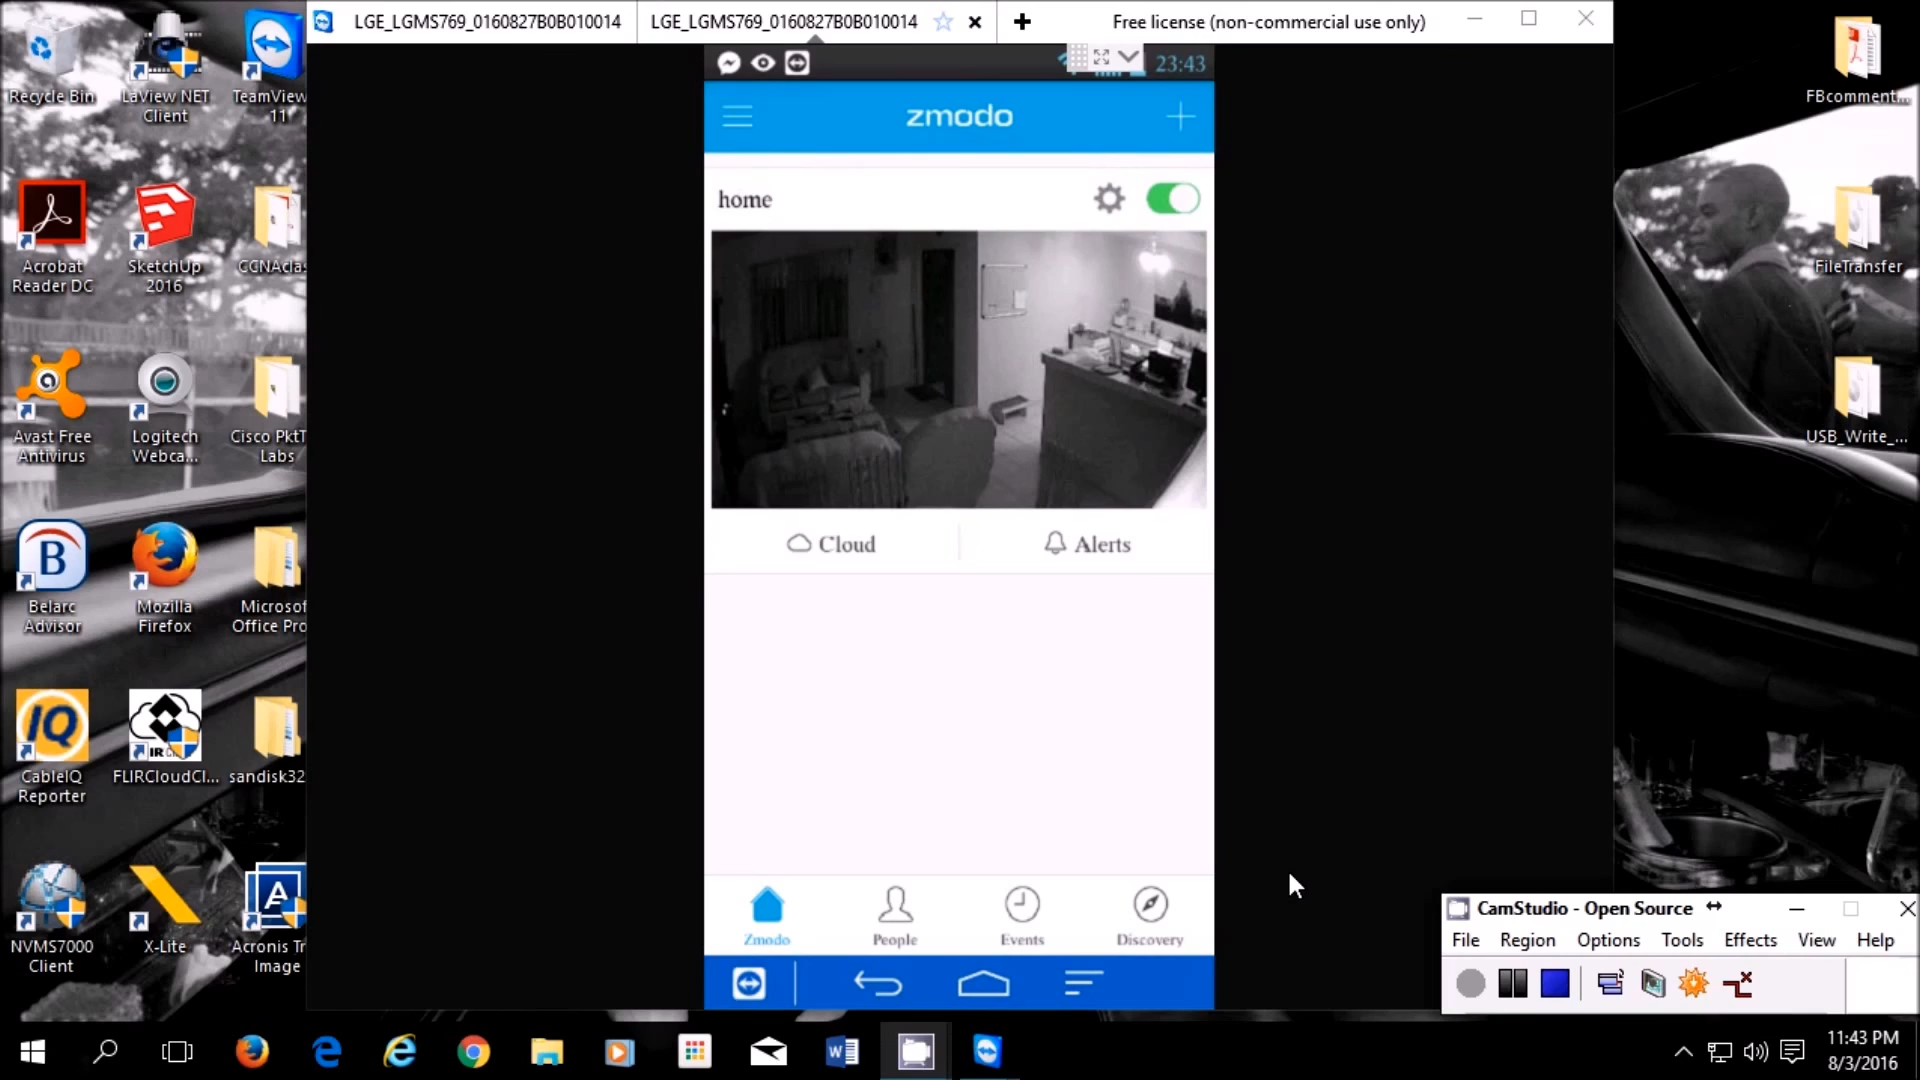 LGE_LGMS769_0160827B0B010014
LGE_LGMS769_0160827B0B010014
Free license (non-commercial use only)
23:43
zmodo
home
Cloud
Alerts
Zmodo
People
Events
Discovery
Recycle Bin
LaView NET
Client
TeamView
11
Acrobat
Reader DC
SketchUp
2016
CCNAclas
Avast Free
Antivirus
Logitech
Webca...
Cisco PktT
Labs
Belarc
Advisor
Mozilla
Firefox
Microsof
Office Pro
CableIQ
Reporter
FLIRCloudCl...
sandisk32
NVMS7000
Client
X-Lite
Acronis Tr
Image
FBcomment...
FileTransfer
USB_Write_...
CamStudio - Open Source
File Region Options Tools Effects View Help
11:43 PM
8/3/2016